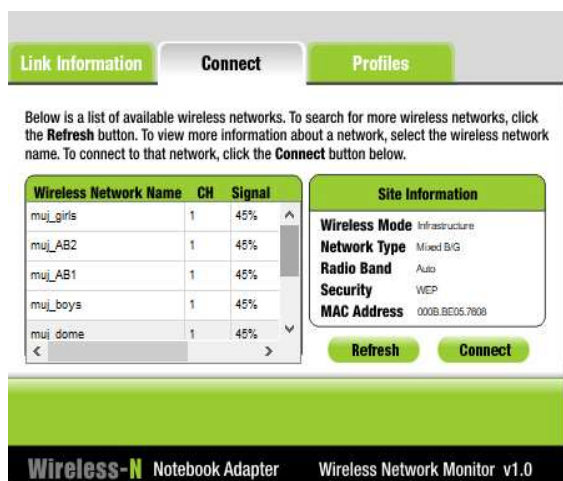 Link Information Connect Profiles
Below is a list of available wireless networks. To search for more wireless networks, click
the Refresh button. To view more information about a network, select the wireless network
name. To connect to that network, click the Connect button below.
Wireless Network Name CH Signal
muj_girls 1 45%
muj_AB2 1 45%
muj_AB1 1 45%
muj_boys 1 45%
muj_dome 1 45%
Site Information
Wireless Mode Infrastructure
Network Type Mixed B/G
Radio Band Auto
Security WEP
MAC Address 000B.BE05.7808
Refresh Connect
Wireless-N Notebook Adapter Wireless Network Monitor v1.0